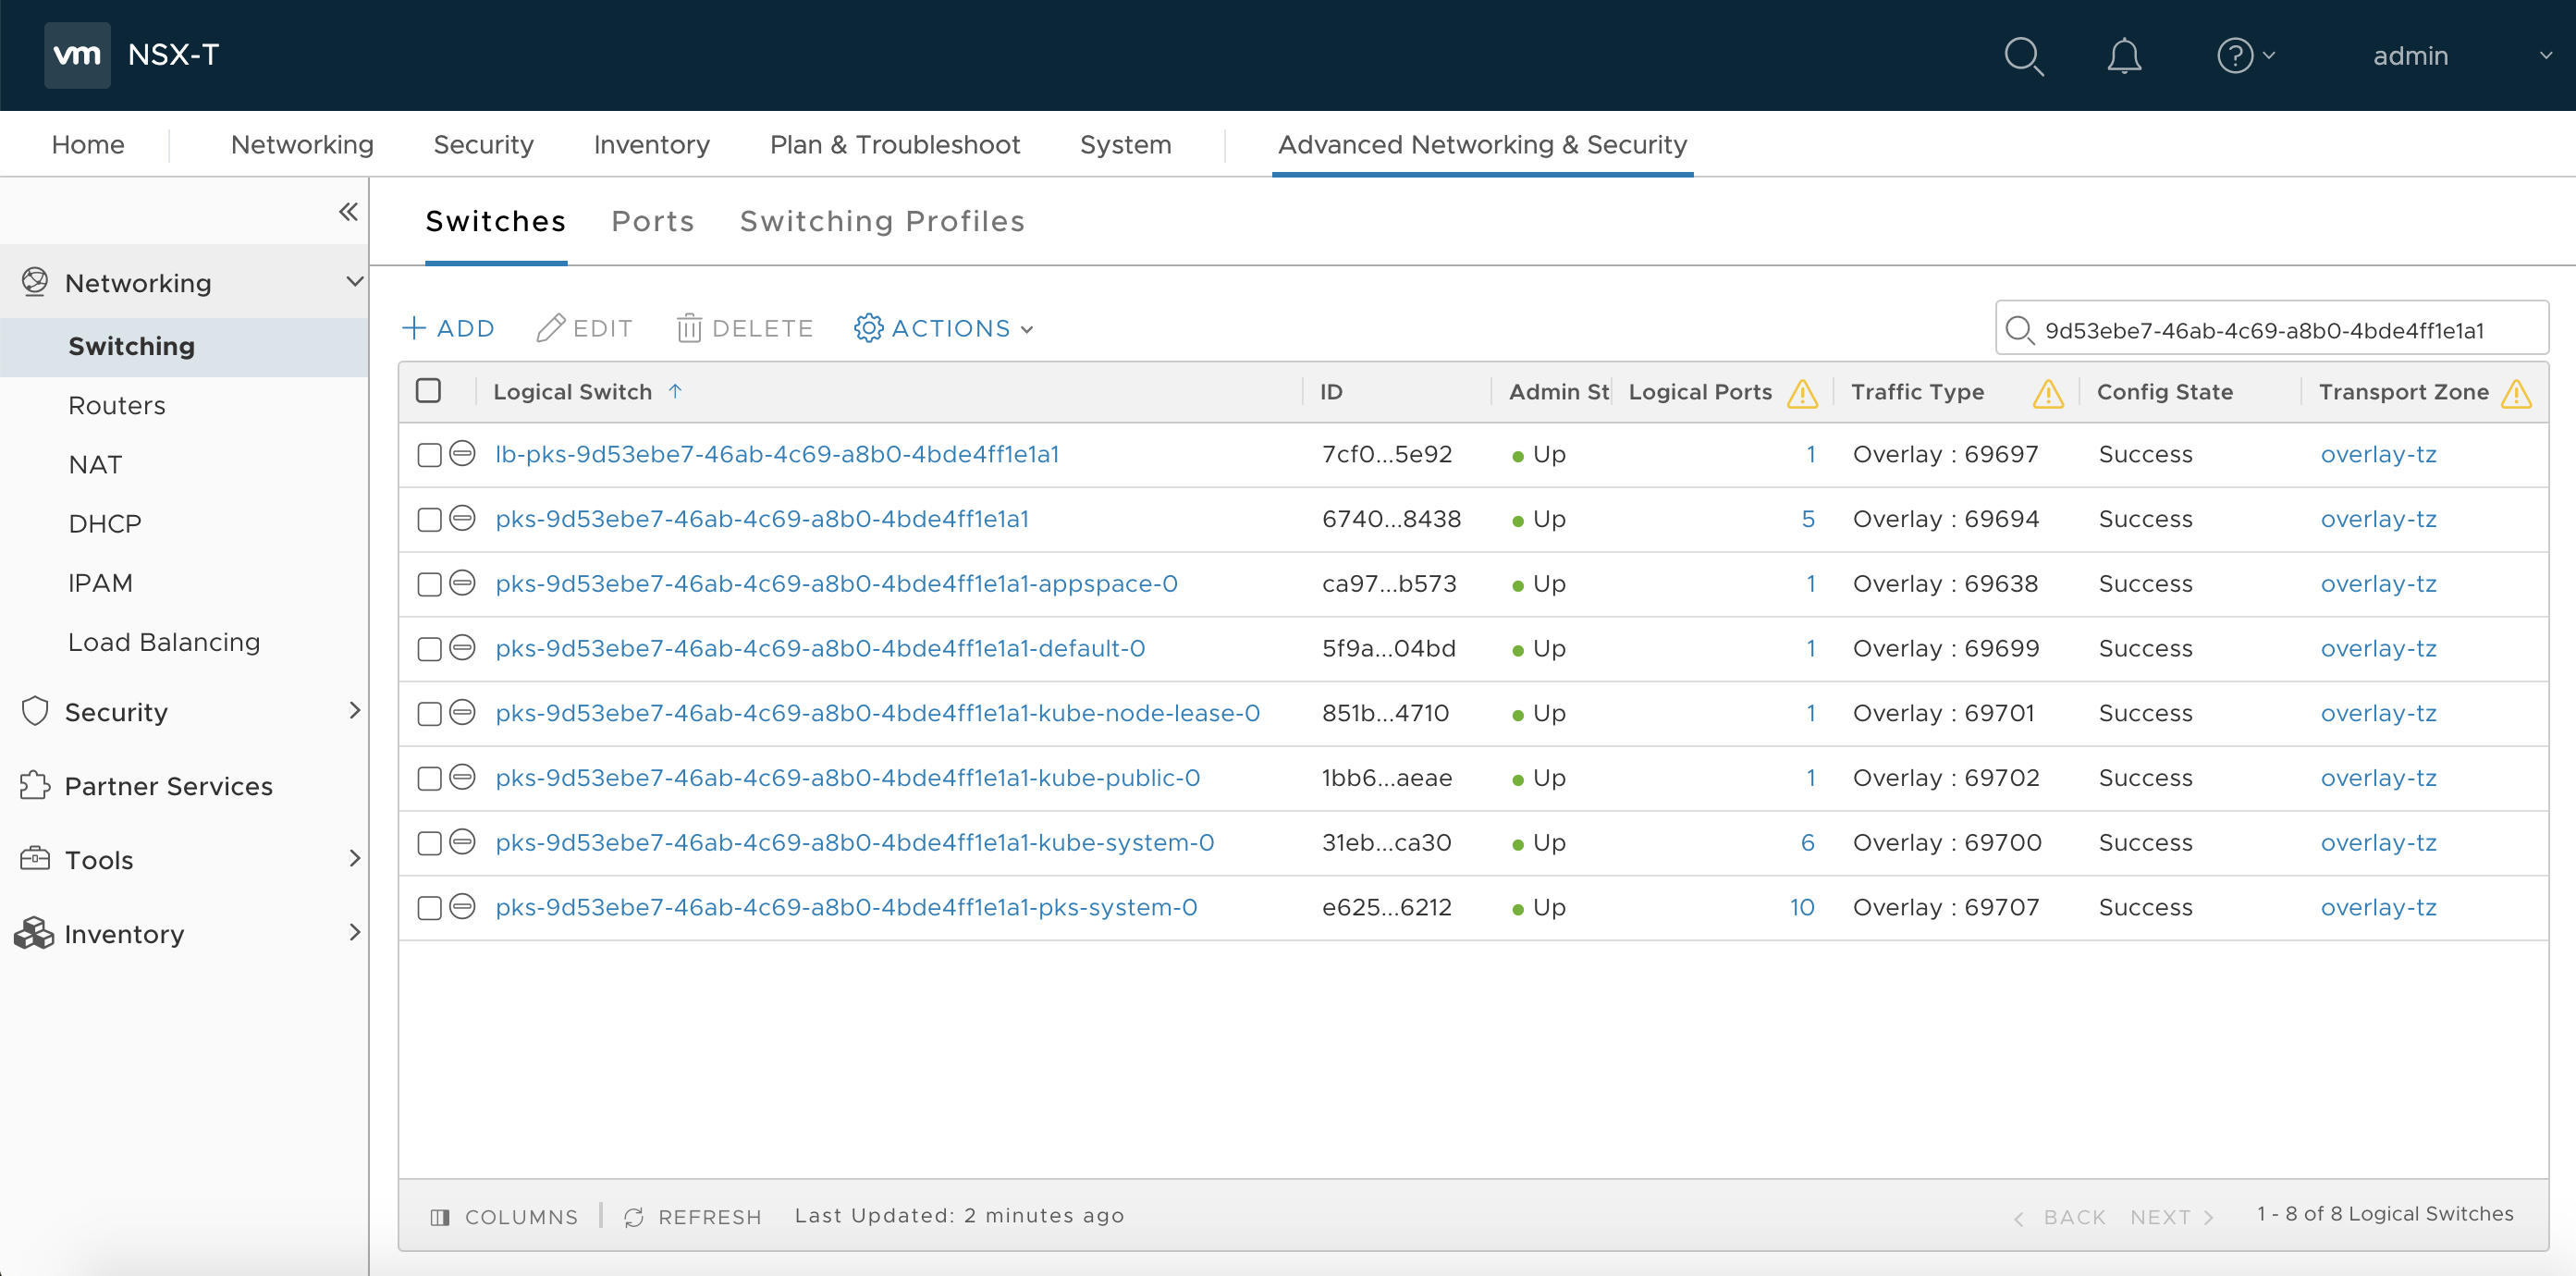 vm NSX-T admin
Home Networking Security Inventory Plan & Troubleshoot System Advanced Networking & Security
Switches Ports Switching Profiles
Networking
Switching
Routers
NAT
DHCP
IPAM
Load Balancing
Security
Partner Services
Tools
Inventory
ADD EDIT DELETE ACTIONS 9d53ebe7-46ab-4c69-a8b0-4bde4ff1e1a1
Logical Switch ID Admin St Logical Ports Traffic Type Config State Transport Zone
lb-pks-9d53ebe7-46ab-4c69-a8b0-4bde4ff1e1a1 7cf0...5e92 Up 1 Overlay : 69697 Success overlay-tz
pks-9d53ebe7-46ab-4c69-a8b0-4bde4ff1e1a1 6740...8438 Up 5 Overlay : 69694 Success overlay-tz
pks-9d53ebe7-46ab-4c69-a8b0-4bde4ff1e1a1-appspace-0 ca97...b573 Up 1 Overlay : 69638 Success overlay-tz
pks-9d53ebe7-46ab-4c69-a8b0-4bde4ff1e1a1-default-0 5f9a...04bd Up 1 Overlay : 69699 Success overlay-tz
pks-9d53ebe7-46ab-4c69-a8b0-4bde4ff1e1a1-kube-node-lease-0 851b...4710 Up 1 Overlay : 69701 Success overlay-tz
pks-9d53ebe7-46ab-4c69-a8b0-4bde4ff1e1a1-kube-public-0 1bb6...aeae Up 1 Overlay : 69702 Success overlay-tz
pks-9d53ebe7-46ab-4c69-a8b0-4bde4ff1e1a1-kube-system-0 31eb...ca30 Up 6 Overlay : 69700 Success overlay-tz
pks-9d53ebe7-46ab-4c69-a8b0-4bde4ff1e1a1-pks-system-0 e625...6212 Up 10 Overlay : 69707 Success overlay-tz
COLUMNS REFRESH Last Updated: 2 minutes ago BACK NEXT 1 - 8 of 8 Logical Switches